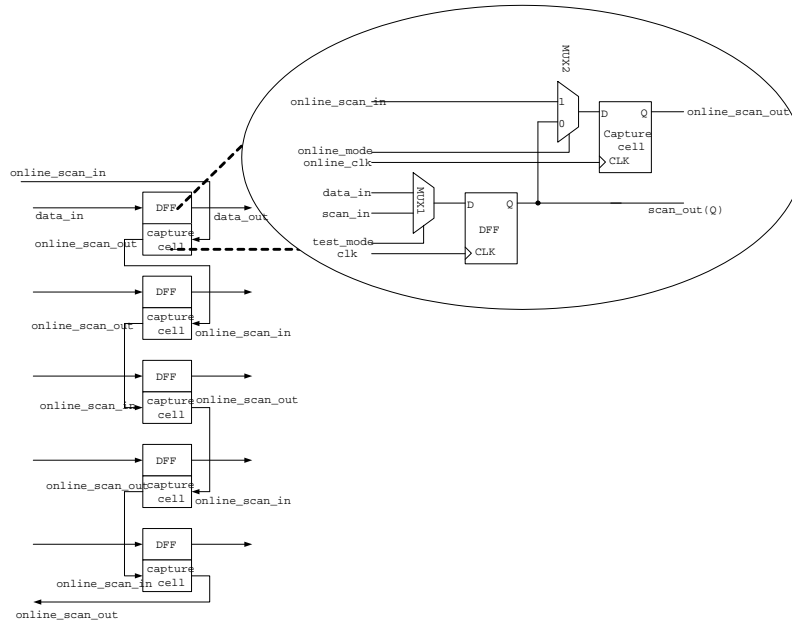 MUX2
online_scan_in
1
0
D
Q
Capture
cell
CLK
online_scan_out
online_mode
online_clk
data_in
scan_in
MUX1
D
Q
DFF
CLK
scan_out(Q)
test_mode
clk
online_scan_in
data_in
DFF
data_out
online_scan_out
capture
cell
DFF
online_scan_out
capture
cell
online_scan_in
DFF
online_scan_in
capture
cell
online_scan_out
DFF
online_scan_out
capture
cell
online_scan_in
DFF
online_scan_in
capture
cell
online_scan_out